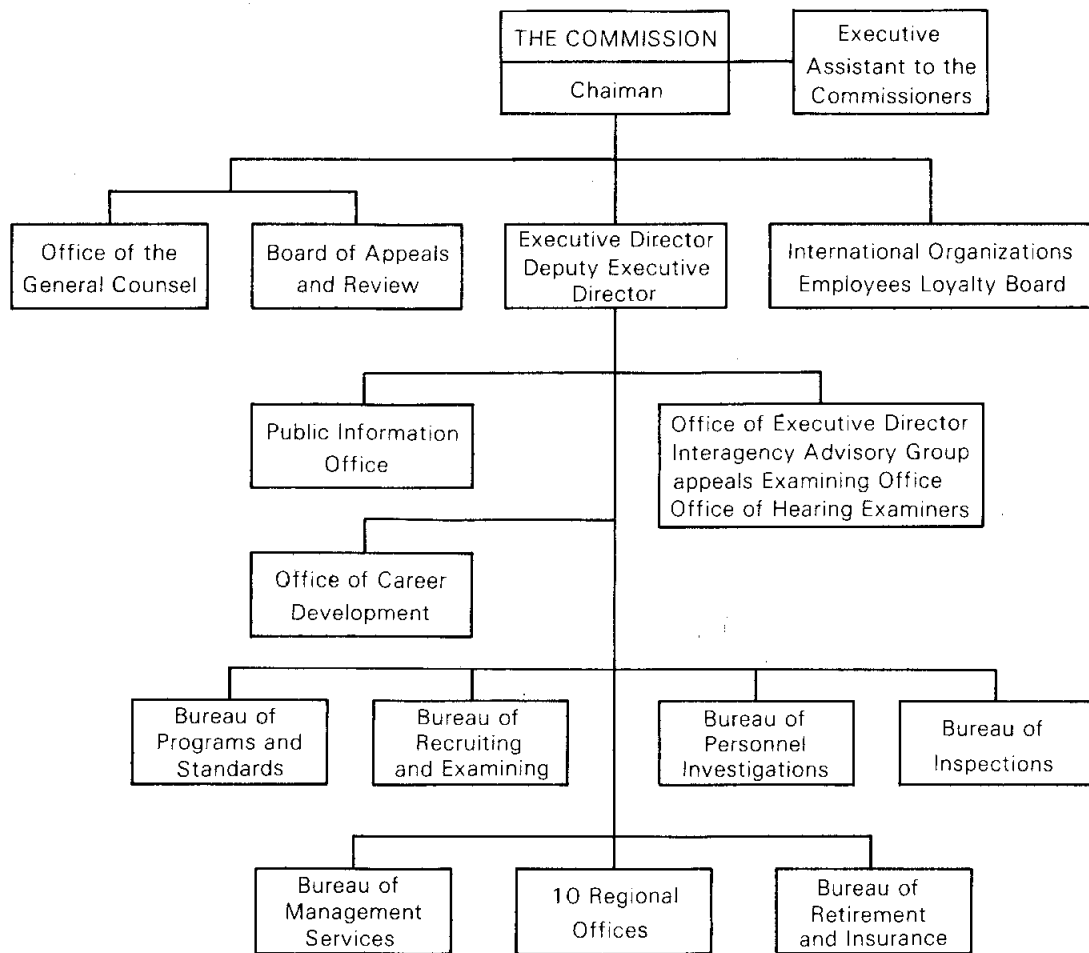 THE COMMISSION
Chaiman
Executive
Assistant to the
Commissioners
Office of the
General Counsel
Board of Appeals
and Review
Executive Director
Deputy Executive
Director
International Organizations
Employees Loyalty Board
Public Information
Office
Office of Executive Director
Interagency Advisory Group
appeals Examining Office
Office of Hearing Examiners
Office of Career
Development
Bureau of
Programs and
Standards
Bureau of
Recruiting
and Examining
Bureau of
Personnel
Investigations
Bureau of
Inspections
Bureau of
Management
Services
10 Regional
Offices
Bureau of
Retirement
and Insurance